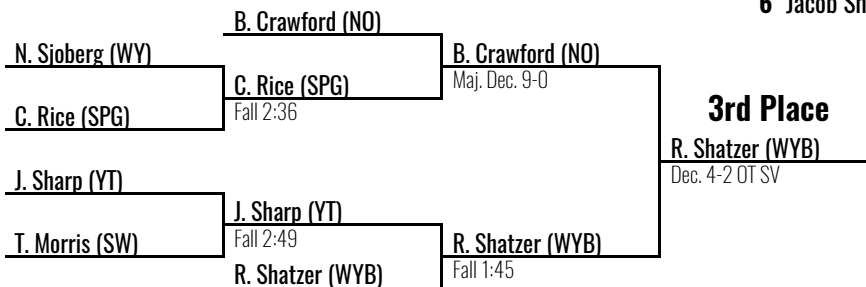 6 Jacob
B. Crawford (NO)
N. Sjoberg (WY)
B. Crawford (NO)
C. Rice (SPG)
Maj. Dec. 9-0
Fall 2:36
C. Rice (SPG)
3rd Place
R. Shatzer (WYB)
Dec. 4-2 OT SV
J. Sharp (YT)
J. Sharp (YT)
Fall 2:49
T. Morris (SW)
R. Shatzer (WYB)
Fall 1:45
R. Shatzer (WYB)